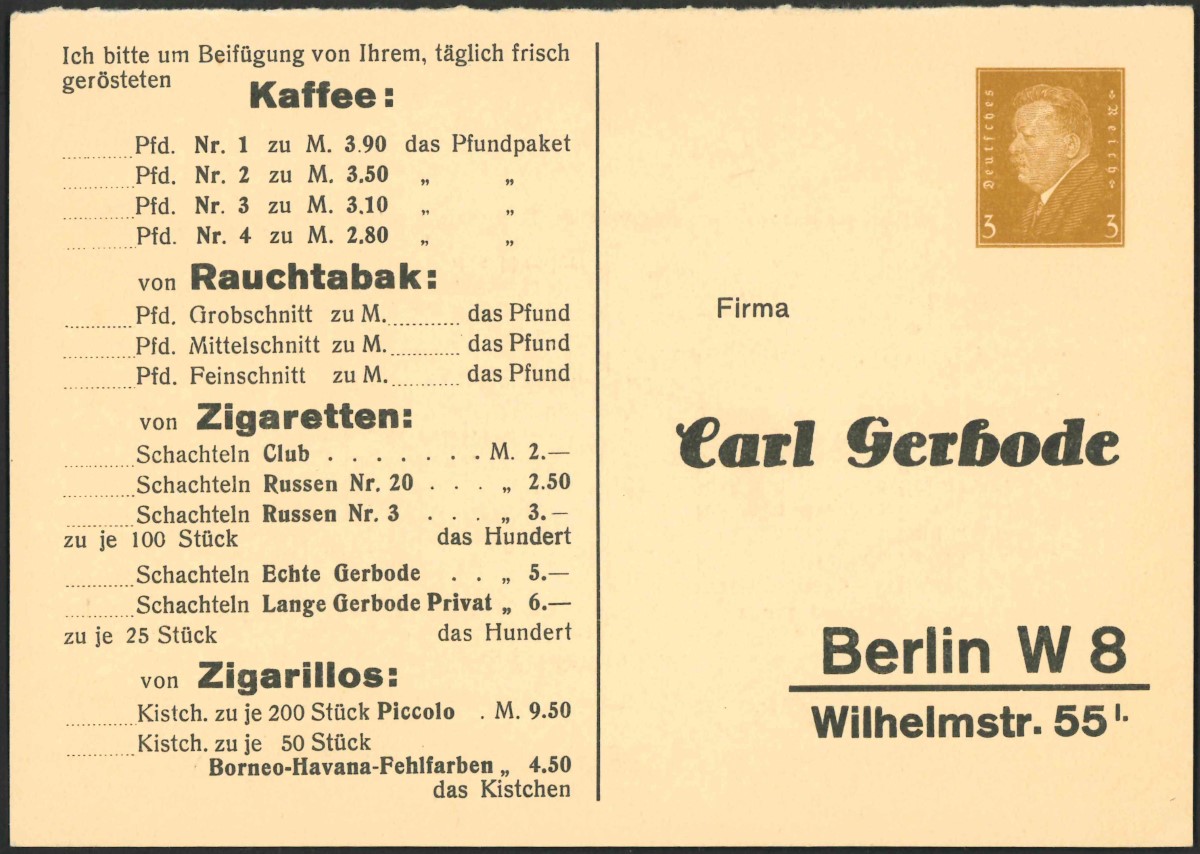 Ich bitte um Beifügung von Ihrem, täglich frisch
gerösteten
Kaffee:
Pfd. Nr. 1 zu M. 3.90 das Pfundpaket
Pfd. Nr. 2 zu M. 3.50 „ „
Pfd. Nr. 3 zu M. 3.10 „ „
Pfd. Nr. 4 zu M. 2.80 „ „
von Rauchtabak:
Pfd. Grobschnitt zu M. das Pfund
Pfd. Mittelschnitt zu M. das Pfund
Pfd. Feinschnitt zu M. das Pfund
von Zigaretten:
Schachteln Club . . . . . . . M. 2.—
Schachteln Russen Nr. 20 . . . „ 2.50
Schachteln Russen Nr. 3 . . . „ 3.—
zu je 100 Stück das Hundert
Schachteln Echte Gerbode . . „ 5.—
Schachteln Lange Gerbode Privat „ 6.—
zu je 25 Stück das Hundert
von Zigarillos:
Kistch. zu je 200 Stück Piccolo . M. 9.50
Kistch. zu je 50 Stück
Borneo-Havana-Fehlfarben „ 4.50
das Kistchen
Deutsches Reich
3 3
Firma
Carl Gerbode
Berlin W 8
Wilhelmstr. 55 I.